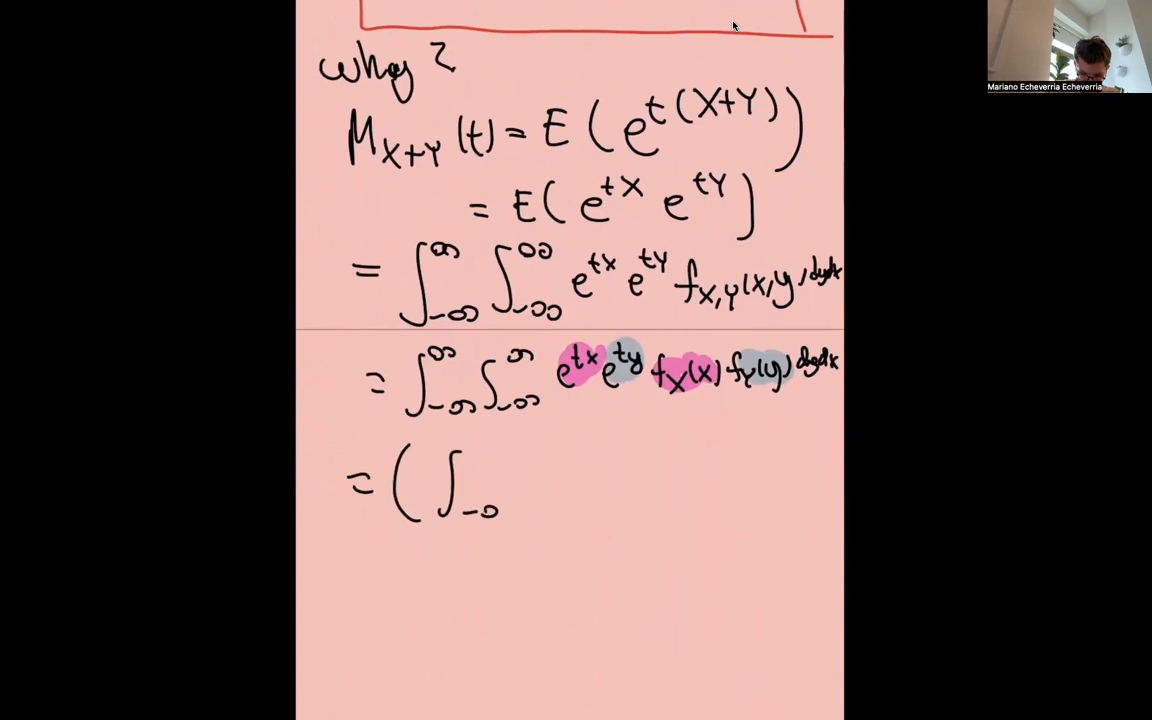 Why ?
M_{X+Y}(t) = E(e^{t(X+Y)})
= E(e^{tX} e^{tY})
= ∫_{-∞}^{∞} ∫_{-∞}^{∞} e^{tx} e^{ty} f_{X,Y}(x,y) dydx
= ∫_{-∞}^{∞} ∫_{-∞}^{∞} e^{tx} e^{ty} f_X(x) f_Y(y) dydx
= ( ∫_{-∞}
Mariano Echeverria Echeverria